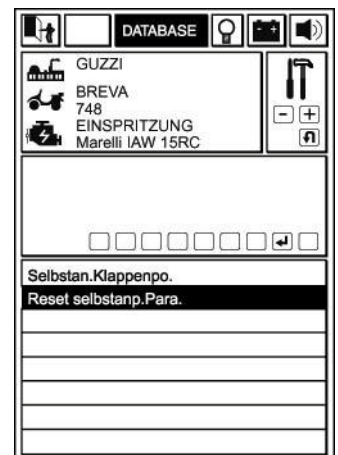 DATABASE
GUZZI
BREVA
748
EINSPRITZUNG
Marelli IAW 15RC
Selbstan.Klappenpo.
Reset selbstanp.Para.